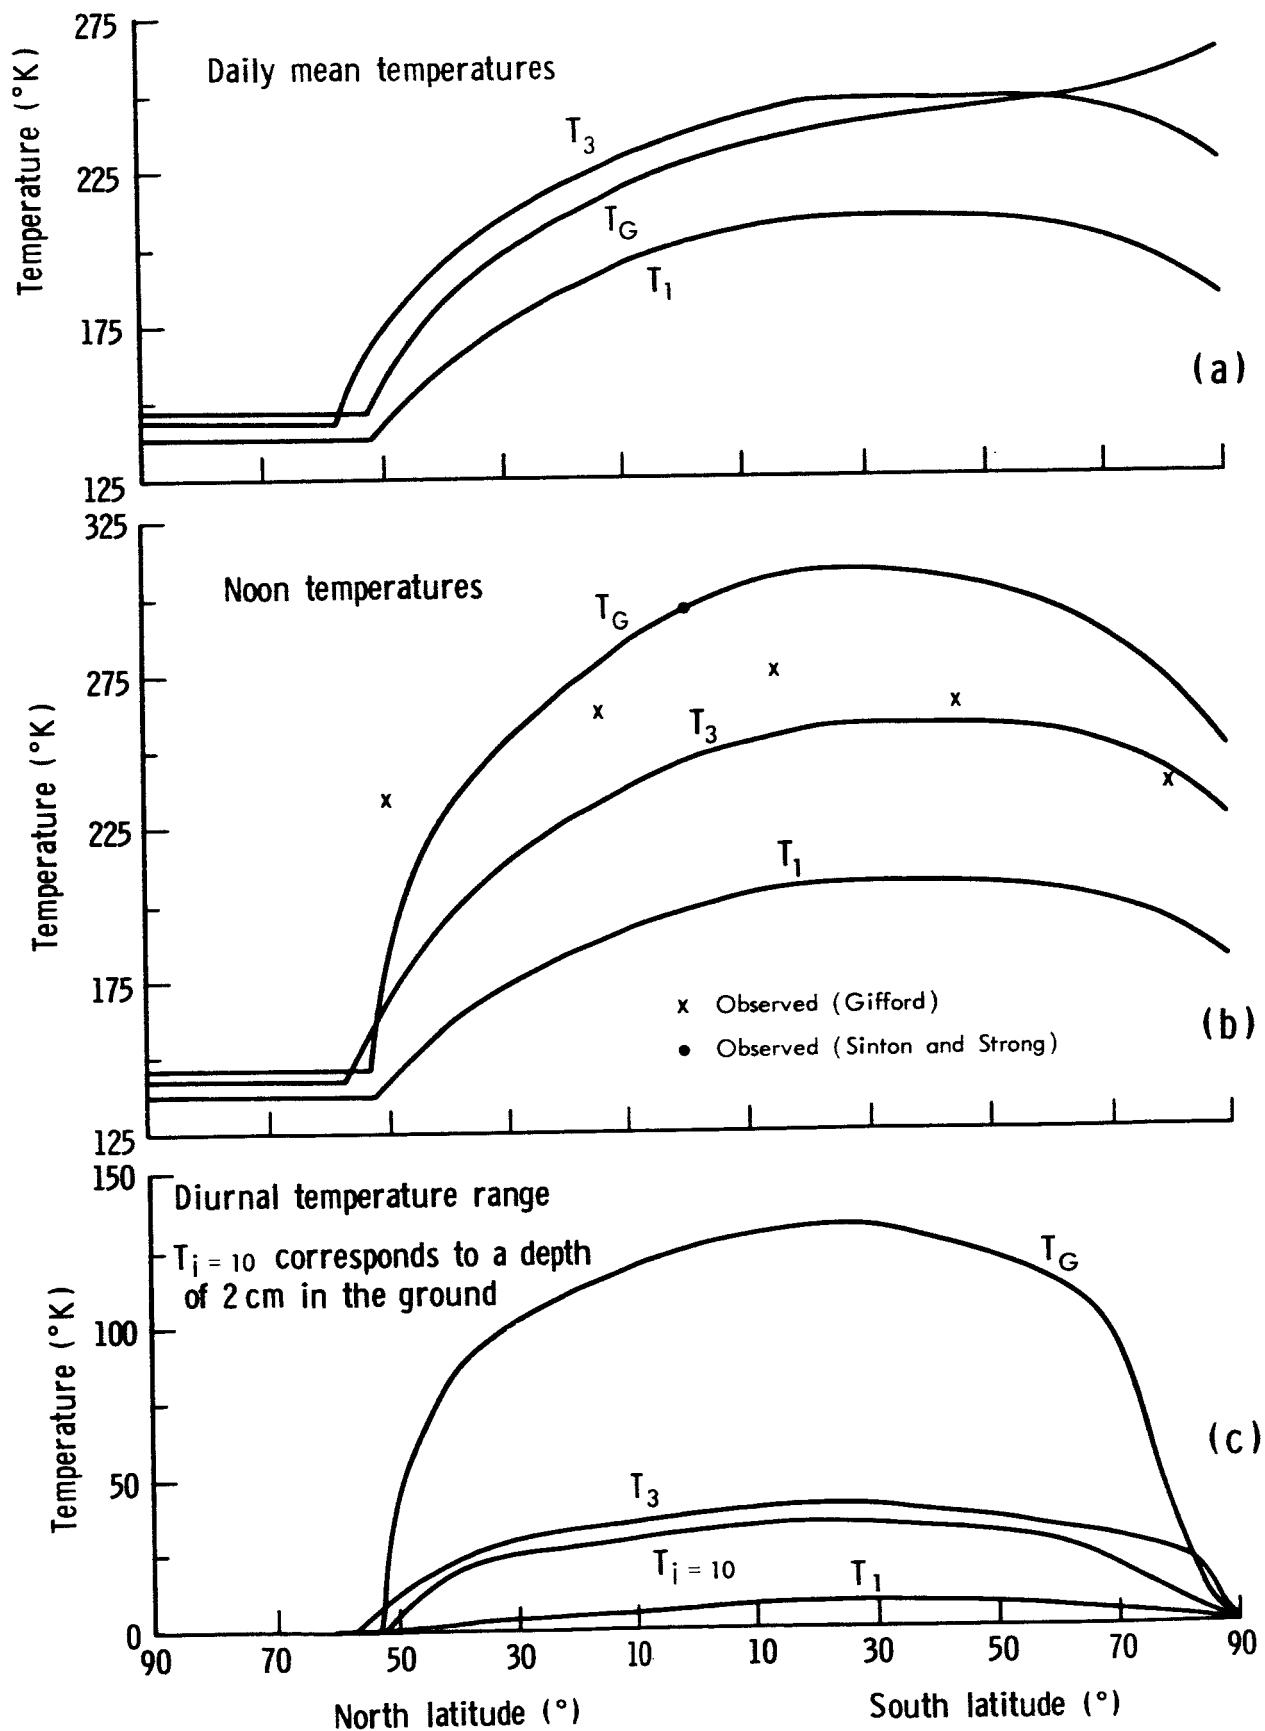 275
225
175
125
Temperature (°K)
Daily mean temperatures
T3
TG
T1
(a)
325
275
225
175
125
Temperature (°K)
Noon temperatures
TG
T3
T1
x Observed (Gifford)
• Observed (Sinton and Strong)
(b)
150
100
50
0
Temperature (°K)
Diurnal temperature range
Ti = 10 corresponds to a depth
of 2 cm in the ground
TG
T3
Ti = 10
T1
(c)
90 70 50 30 10 10 30 50 70 90
North latitude (°) South latitude (°)